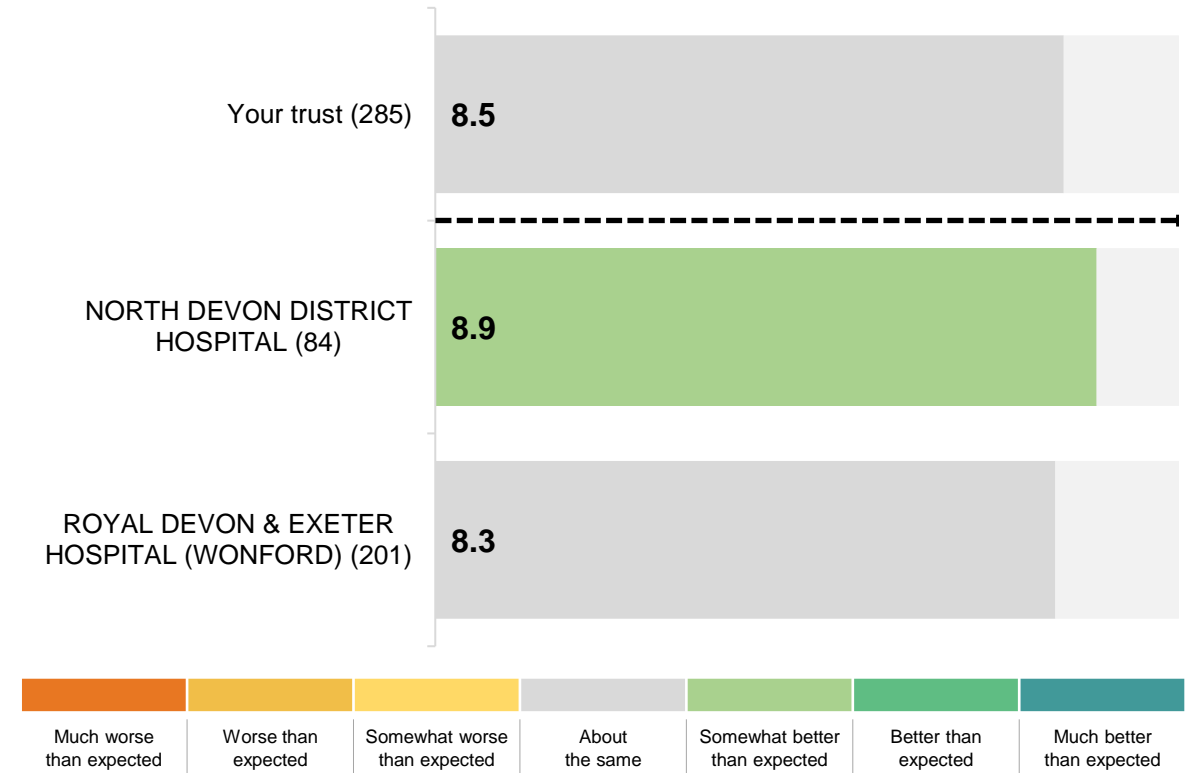 Your trust (285)
8.5
NORTH DEVON DISTRICT
HOSPITAL (84)
8.9
ROYAL DEVON & EXETER
HOSPITAL (WONFORD) (201)
8.3
Much worse
than expected
Worse than
expected
Somewhat worse
than expected
About
the same
Somewhat better
than expected
Better than
expected
Much better
than expected